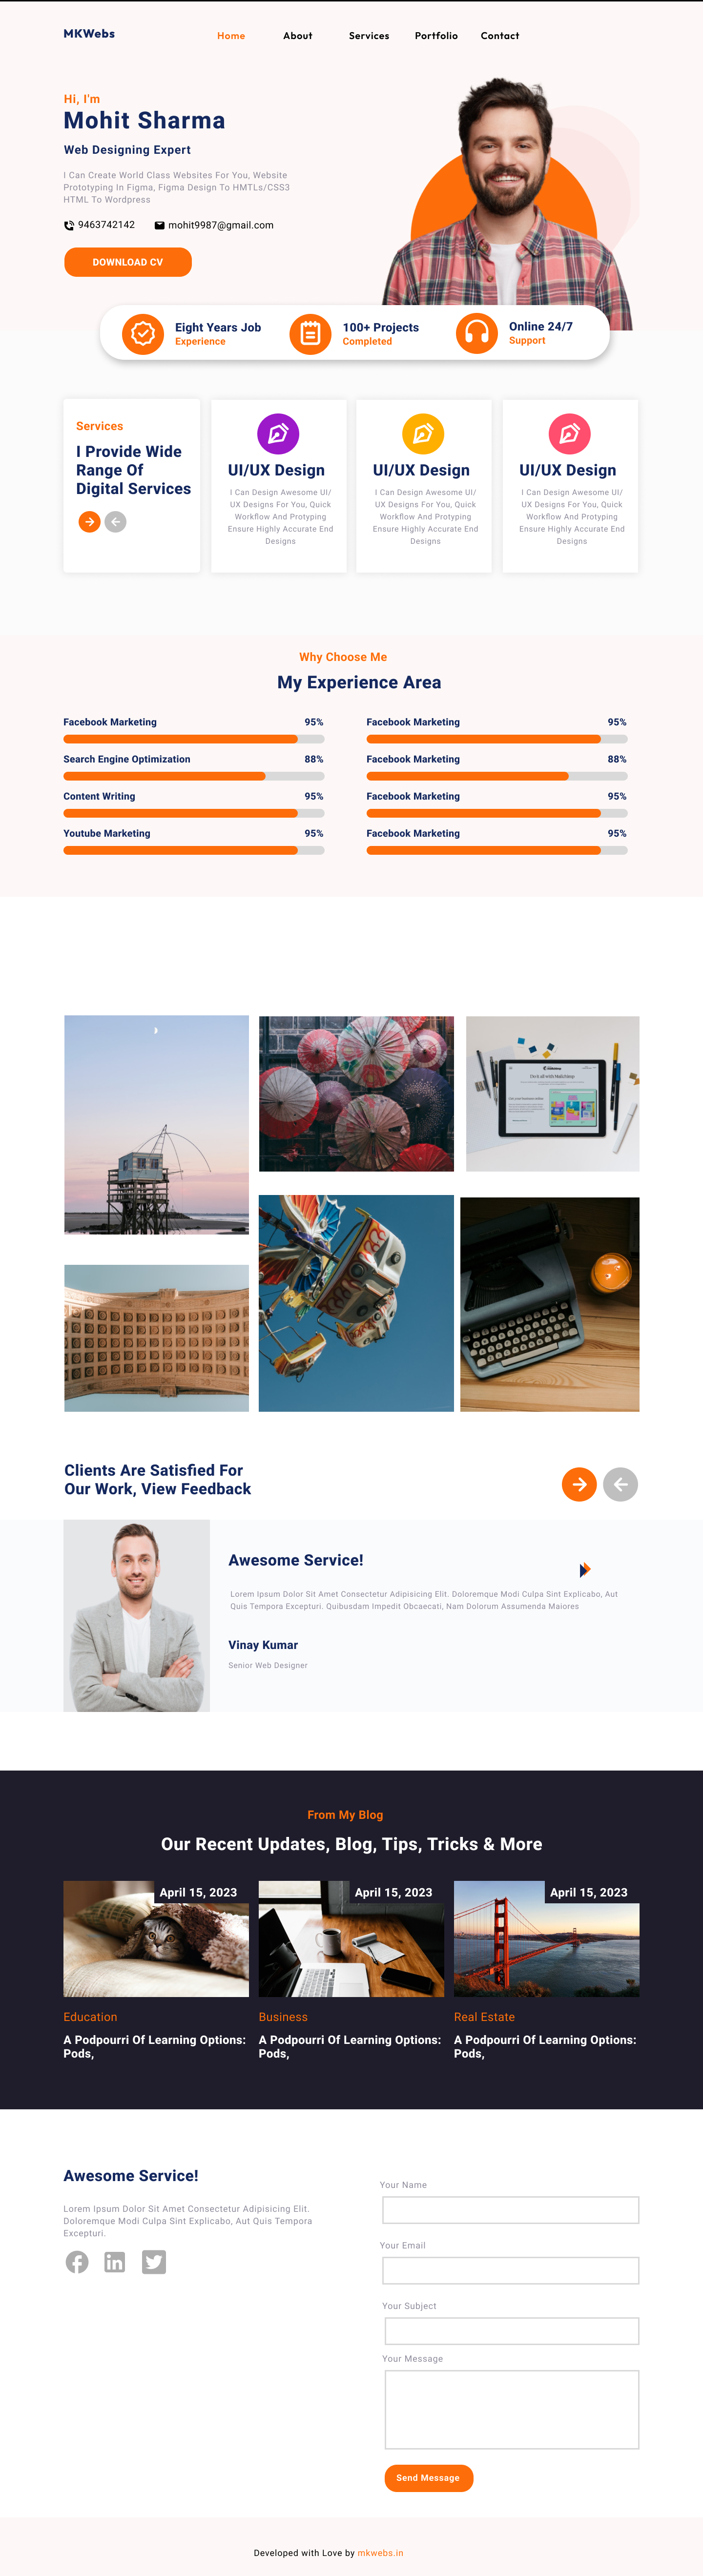 MKWebs
Home About Services Portfolio Contact
Hi, I'm
Mohit Sharma
Web Designing Expert
I Can Create World Class Websites For You, Website
Prototyping In Figma, Figma Design To HMTLs/CSS3
HTML To Wordpress
9463742142 mohit9987@gmail.com
DOWNLOAD CV
Eight Years Job
Experience
100+ Projects
Completed
Online 24/7
Support
Services
I Provide Wide
Range Of
Digital Services
UI/UX Design
I Can Design Awesome UI/
UX Designs For You, Quick
Workflow And Protyping
Ensure Highly Accurate End
Designs
UI/UX Design
I Can Design Awesome UI/
UX Designs For You, Quick
Workflow And Protyping
Ensure Highly Accurate End
Designs
UI/UX Design
I Can Design Awesome UI/
UX Designs For You, Quick
Workflow And Protyping
Ensure Highly Accurate End
Designs
Why Choose Me
My Experience Area
Facebook Marketing 95%
Search Engine Optimization 88%
Content Writing 95%
Youtube Marketing 95%
Facebook Marketing 95%
Facebook Marketing 88%
Facebook Marketing 95%
Facebook Marketing 95%
Clients Are Satisfied For
Our Work, View Feedback
Awesome Service!
Lorem Ipsum Dolor Sit Amet Consectetur Adipisicing Elit. Doloremque Modi Culpa Sint Explicabo, Aut
Quis Tempora Excepturi. Quibusdam Impedit Obcaecati, Nam Dolorum Assumenda Maiores
Vinay Kumar
Senior Web Designer
From My Blog
Our Recent Updates, Blog, Tips, Tricks & More
April 15, 2023
Education
A Podpourri Of Learning Options:
Pods,
April 15, 2023
Business
A Podpourri Of Learning Options:
Pods,
April 15, 2023
Real Estate
A Podpourri Of Learning Options:
Pods,
Awesome Service!
Lorem Ipsum Dolor Sit Amet Consectetur Adipisicing Elit.
Doloremque Modi Culpa Sint Explicabo, Aut Quis Tempora
Excepturi.
Your Name
Your Email
Your Subject
Your Message
Send Message
Developed with Love by mkwebs.in